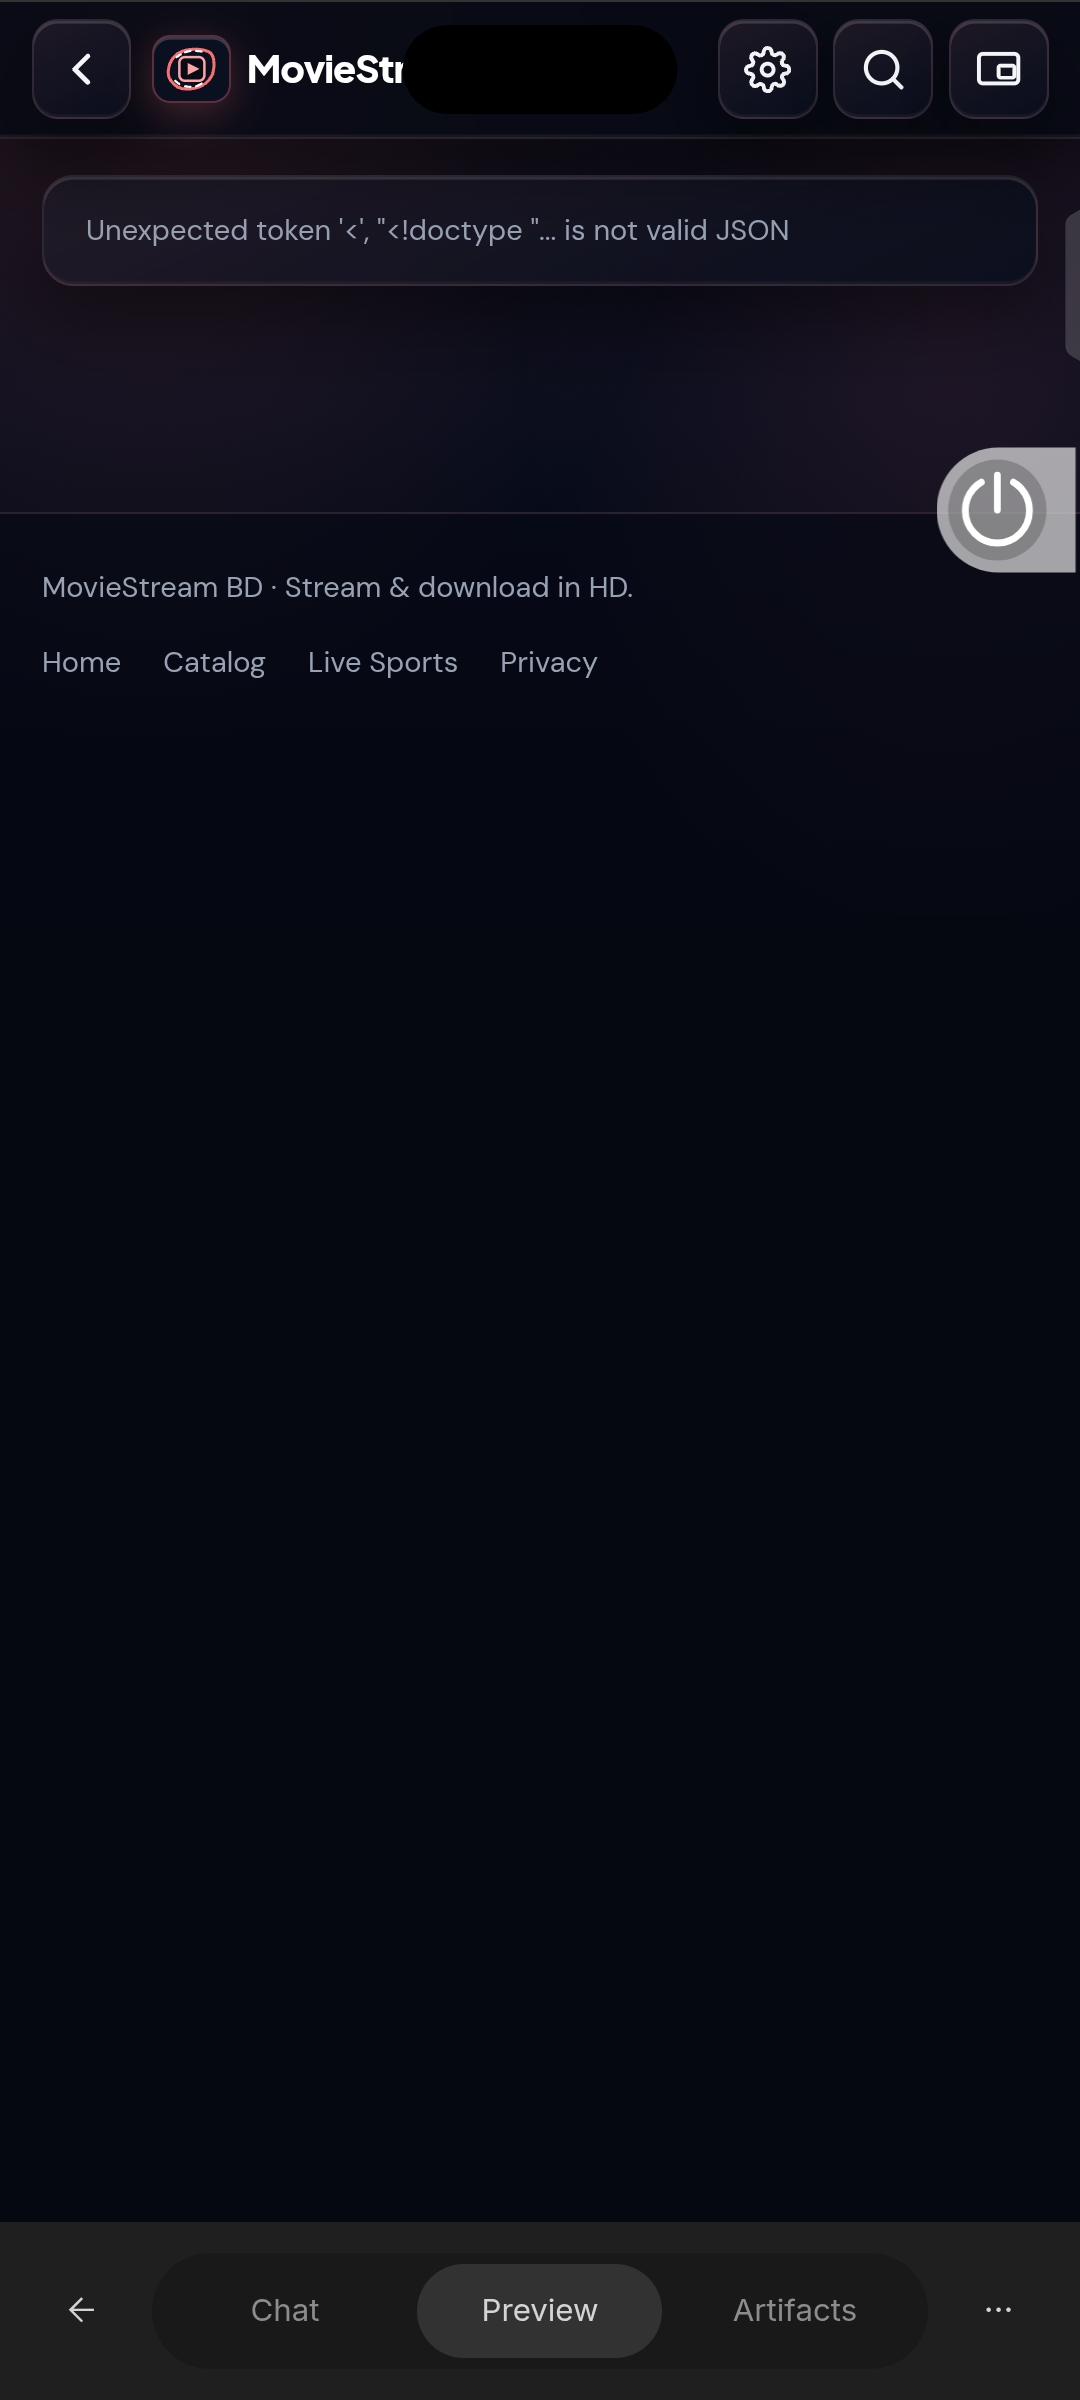 MovieStr
Unexpected token '<', "<!doctype "... is not valid JSON
MovieStream BD · Stream & download in HD.
Home Catalog Live Sports Privacy
Chat Preview Artifacts